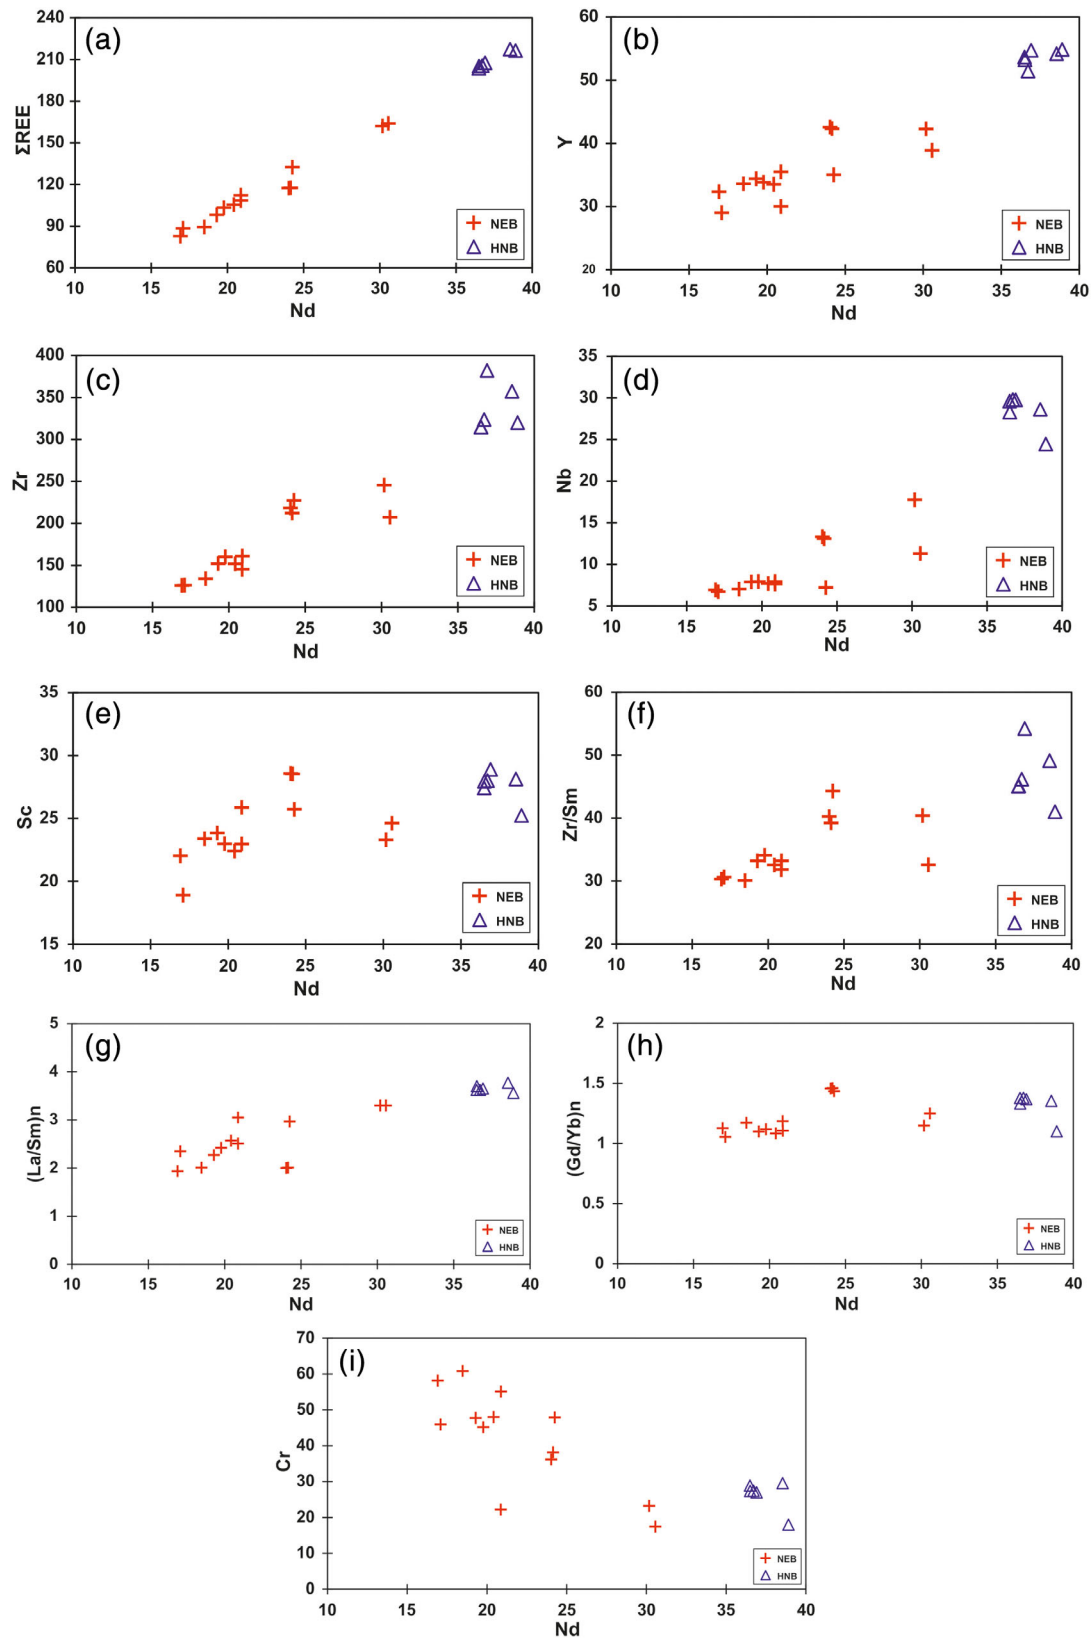 (a)
240
210
180
150
120
90
60
ΣREE
10 15 20 25 30 35 40
Nd
NEB
HNB
(b)
60
50
40
30
20
Y
10 15 20 25 30 35 40
Nd
NEB
HNB
(c)
400
350
300
250
200
150
100
Zr
10 15 20 25 30 35 40
Nd
NEB
HNB
(d)
35
30
25
20
15
10
5
Nb
10 15 20 25 30 35 40
Nd
NEB
HNB
(e)
35
30
25
20
15
Sc
10 15 20 25 30 35 40
Nd
NEB
HNB
(f)
60
50
40
30
20
Zr/Sm
10 15 20 25 30 35 40
Nd
NEB
HNB
(g)
5
4
3
2
1
0
(La/Sm)n
10 15 20 25 30 35 40
Nd
NEB
HNB
(h)
2
1.5
1
0.5
0
(Gd/Yb)n
10 15 20 25 30 35 40
Nd
NEB
HNB
(i)
70
60
50
40
30
20
10
0
Cr
10 15 20 25 30 35 40
Nd
NEB
HNB